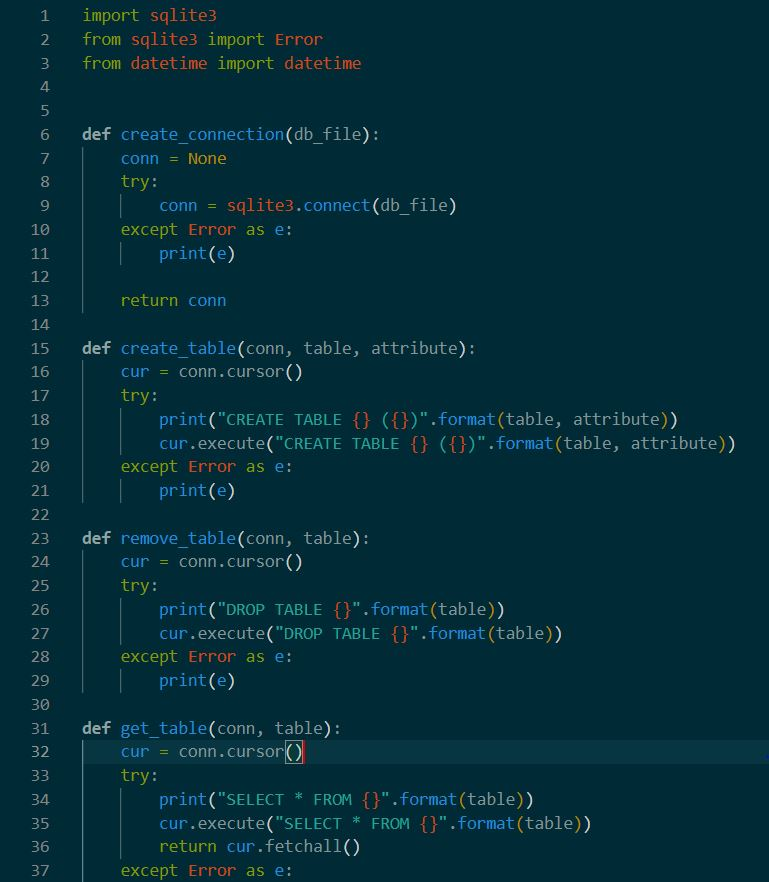 1 import sqlite3
2 from sqlite3 import Error
3 from datetime import datetime
4
5
6 def create_connection(db_file):
7     conn = None
8     try:
9         conn = sqlite3.connect(db_file)
10     except Error as e:
11         print(e)
12
13     return conn
14
15 def create_table(conn, table, attribute):
16     cur = conn.cursor()
17     try:
18         print("CREATE TABLE {} ({})".format(table, attribute))
19         cur.execute("CREATE TABLE {} ({})".format(table, attribute))
20     except Error as e:
21         print(e)
22
23 def remove_table(conn, table):
24     cur = conn.cursor()
25     try:
26         print("DROP TABLE {}".format(table))
27         cur.execute("DROP TABLE {}".format(table))
28     except Error as e:
29         print(e)
30
31 def get_table(conn, table):
32     cur = conn.cursor()
33     try:
34         print("SELECT * FROM {}".format(table))
35         cur.execute("SELECT * FROM {}".format(table))
36         return cur.fetchall()
37     except Error as e: